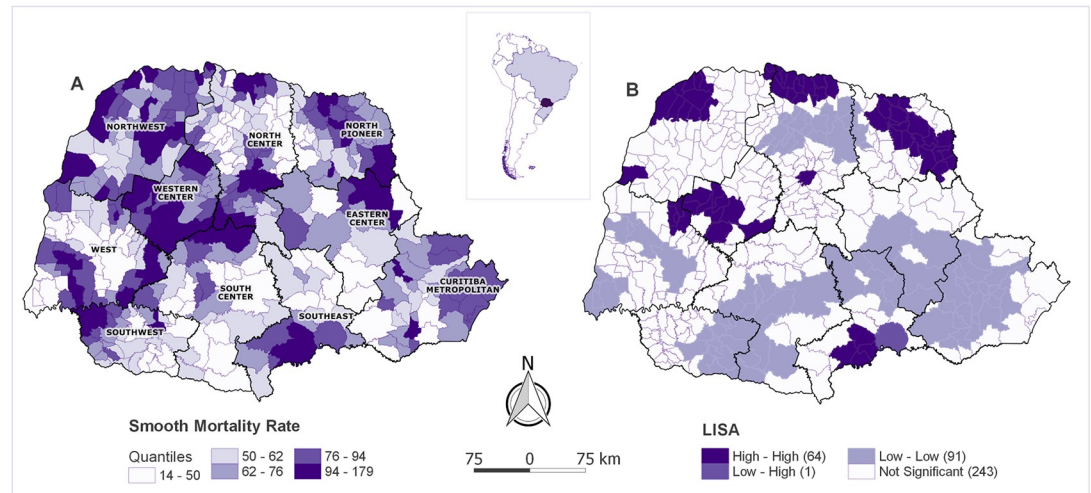 A
NORTHWEST
NORTH
CENTER
NORTH
PIONEER
WESTERN
CENTER
EASTERN
CENTER
WEST
SOUTH
CENTER
CURITIBA
METROPOLITAN
SOUTHEAST
SOUTHWEST
B
N
Smooth Mortality Rate
Quantiles
14 - 50
50 - 62
62 - 76
76 - 94
94 - 179
75 0 75 km
LISA
High - High (64)
Low - High (1)
Low - Low (91)
Not Significant (243)